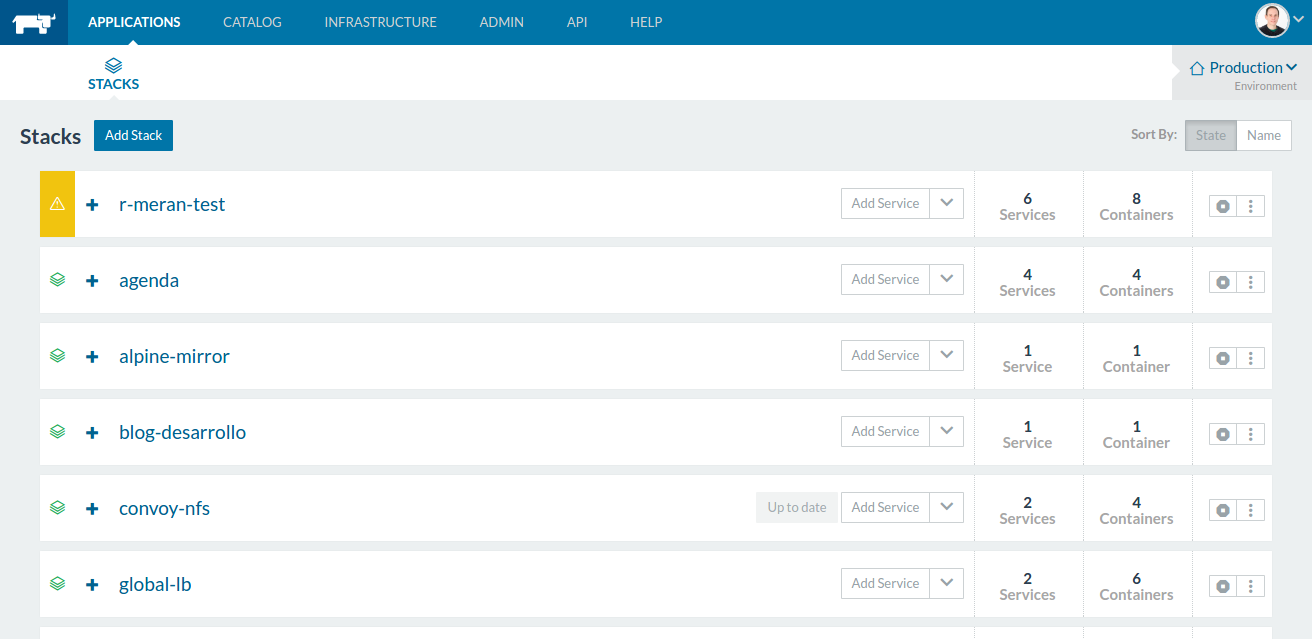 APPLICATIONS CATALOG INFRASTRUCTURE ADMIN API HELP
STACKS
Production
Environment
Stacks Add Stack Sort By: State Name
r-meran-test Add Service 6 Services 8 Containers
agenda Add Service 4 Services 4 Containers
alpine-mirror Add Service 1 Service 1 Container
blog-desarrollo Add Service 1 Service 1 Container
convoy-nfs Up to date Add Service 2 Services 4 Containers
global-lb Add Service 2 Services 6 Containers